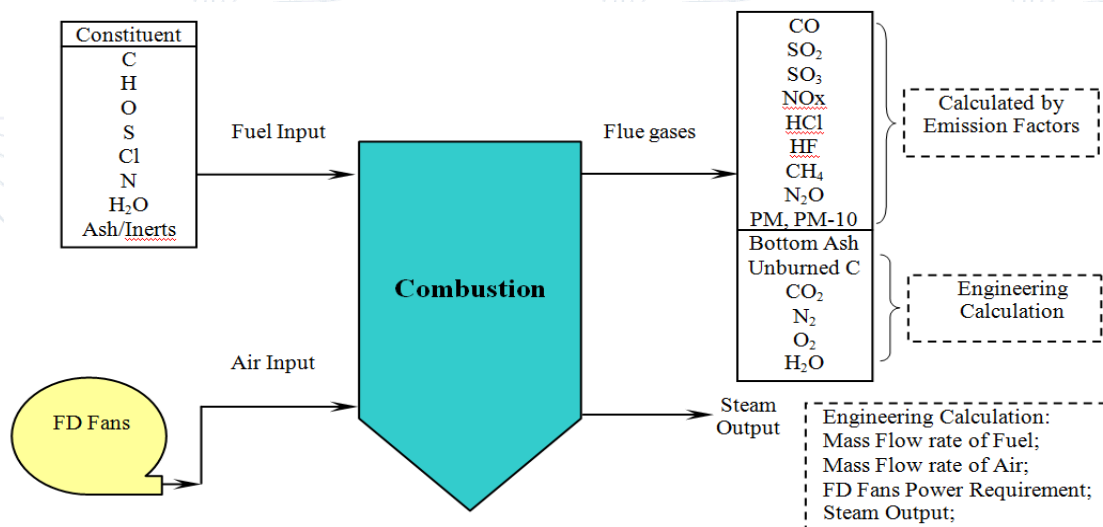 Constituent
C
H
O
S
Cl
N
H₂O
Ash/Inerts
Fuel Input
Combustion
Air Input
FD Fans
Flue gases
CO
SO₂
SO₃
NOx
HCl
HF
CH₄
N₂O
PM, PM-10
Bottom Ash
Unburned C
CO₂
N₂
O₂
H₂O
Calculated by
Emission Factors
Engineering
Calculation
Steam
Output
Engineering Calculation:
Mass Flow rate of Fuel;
Mass Flow rate of Air;
FD Fans Power Requirement;
Steam Output;